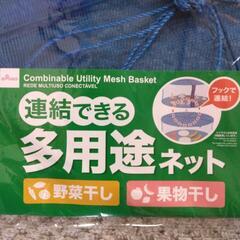 Combinable Utility Mesh Basket
REDE MULTIUSO CONECTÁVEL
連結できる
多用途ネット
野菜干し
果物干し
フックで
連結!